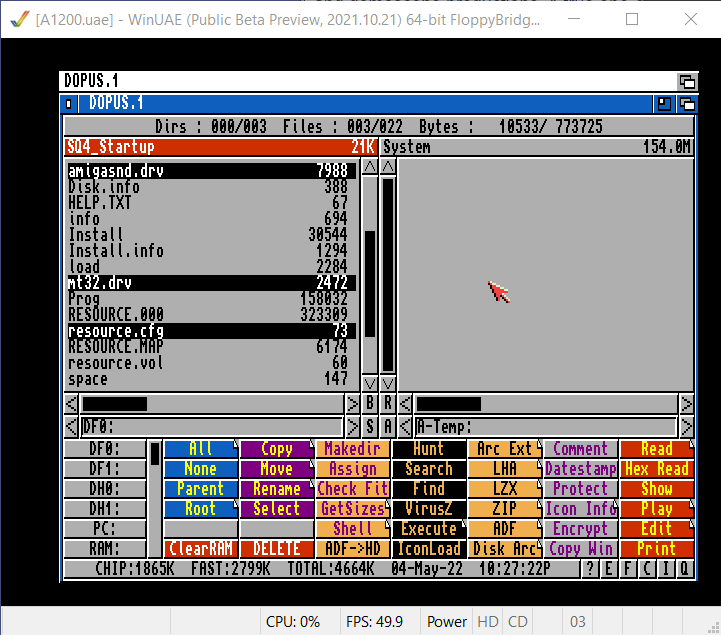 [A1200.uae] - WinUAE (Public Beta Preview, 2021.10.21) 64-bit FloppyBridg...
DOPUS.1
DOPUS.1
Dirs : 000/003 Files : 003/022 Bytes : 10533/ 773725
SQ4_Startup 21K System 154.0M
amigasnd.drv 7988
Disk.info 388
HELP.TXT 67
info 694
Install 30544
Install.info 1294
load 2284
mt32.drv 2472
Prog 158032
RESOURCE.000 323309
resource.cfg 73
RESOURCE.MAP 6174
resource.vol 60
space 147
B R
DF0: S A A-Temp:
DF0: All Copy Makedir Hunt Arc Ext Comment Read
DF1: None Move Assign Search LHA Datestamp Hex Read
DH0: Parent Rename Check Fit Find LZX Protect Show
DH1: Root Select GetSizes VirusZ ZIP Icon Info Play
PC: Shell Execute ADF Encrypt Edit
RAM: ClearRAM DELETE ADF->HD IconLoad Disk Arc Copy Win Print
CHIP:1865K FAST:2799K TOTAL:4664K 04-May-22 10:27:22P ? E F C I Q
CPU: 0% FPS: 49.9 Power HD CD 03